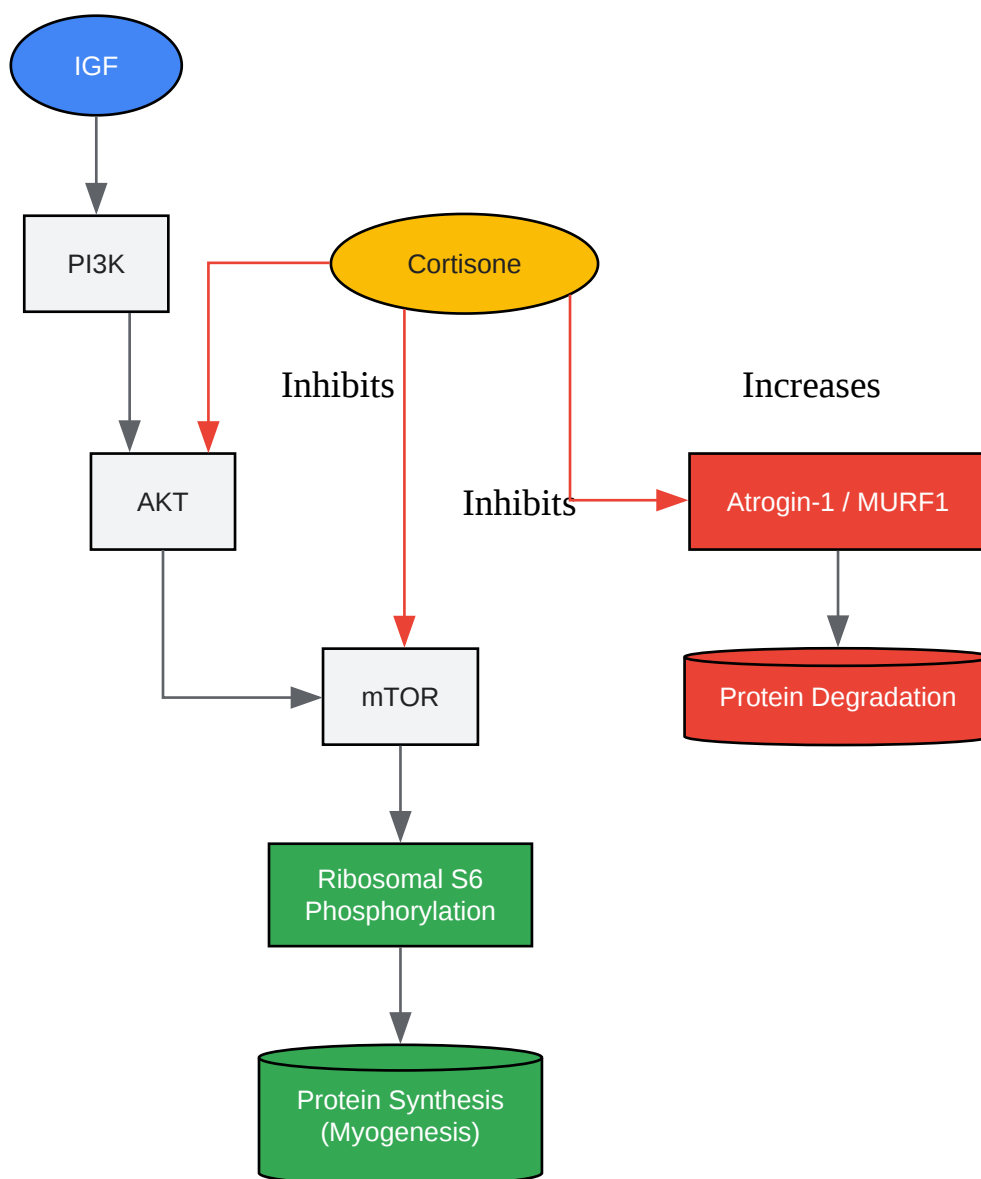 IGF
PI3K
Cortisone
Inhibits
Increases
AKT
Inhibits
Atrogin-1 / MURF1
mTOR
Protein Degradation
Ribosomal S6
Phosphorylation
Protein Synthesis
(Myogenesis)